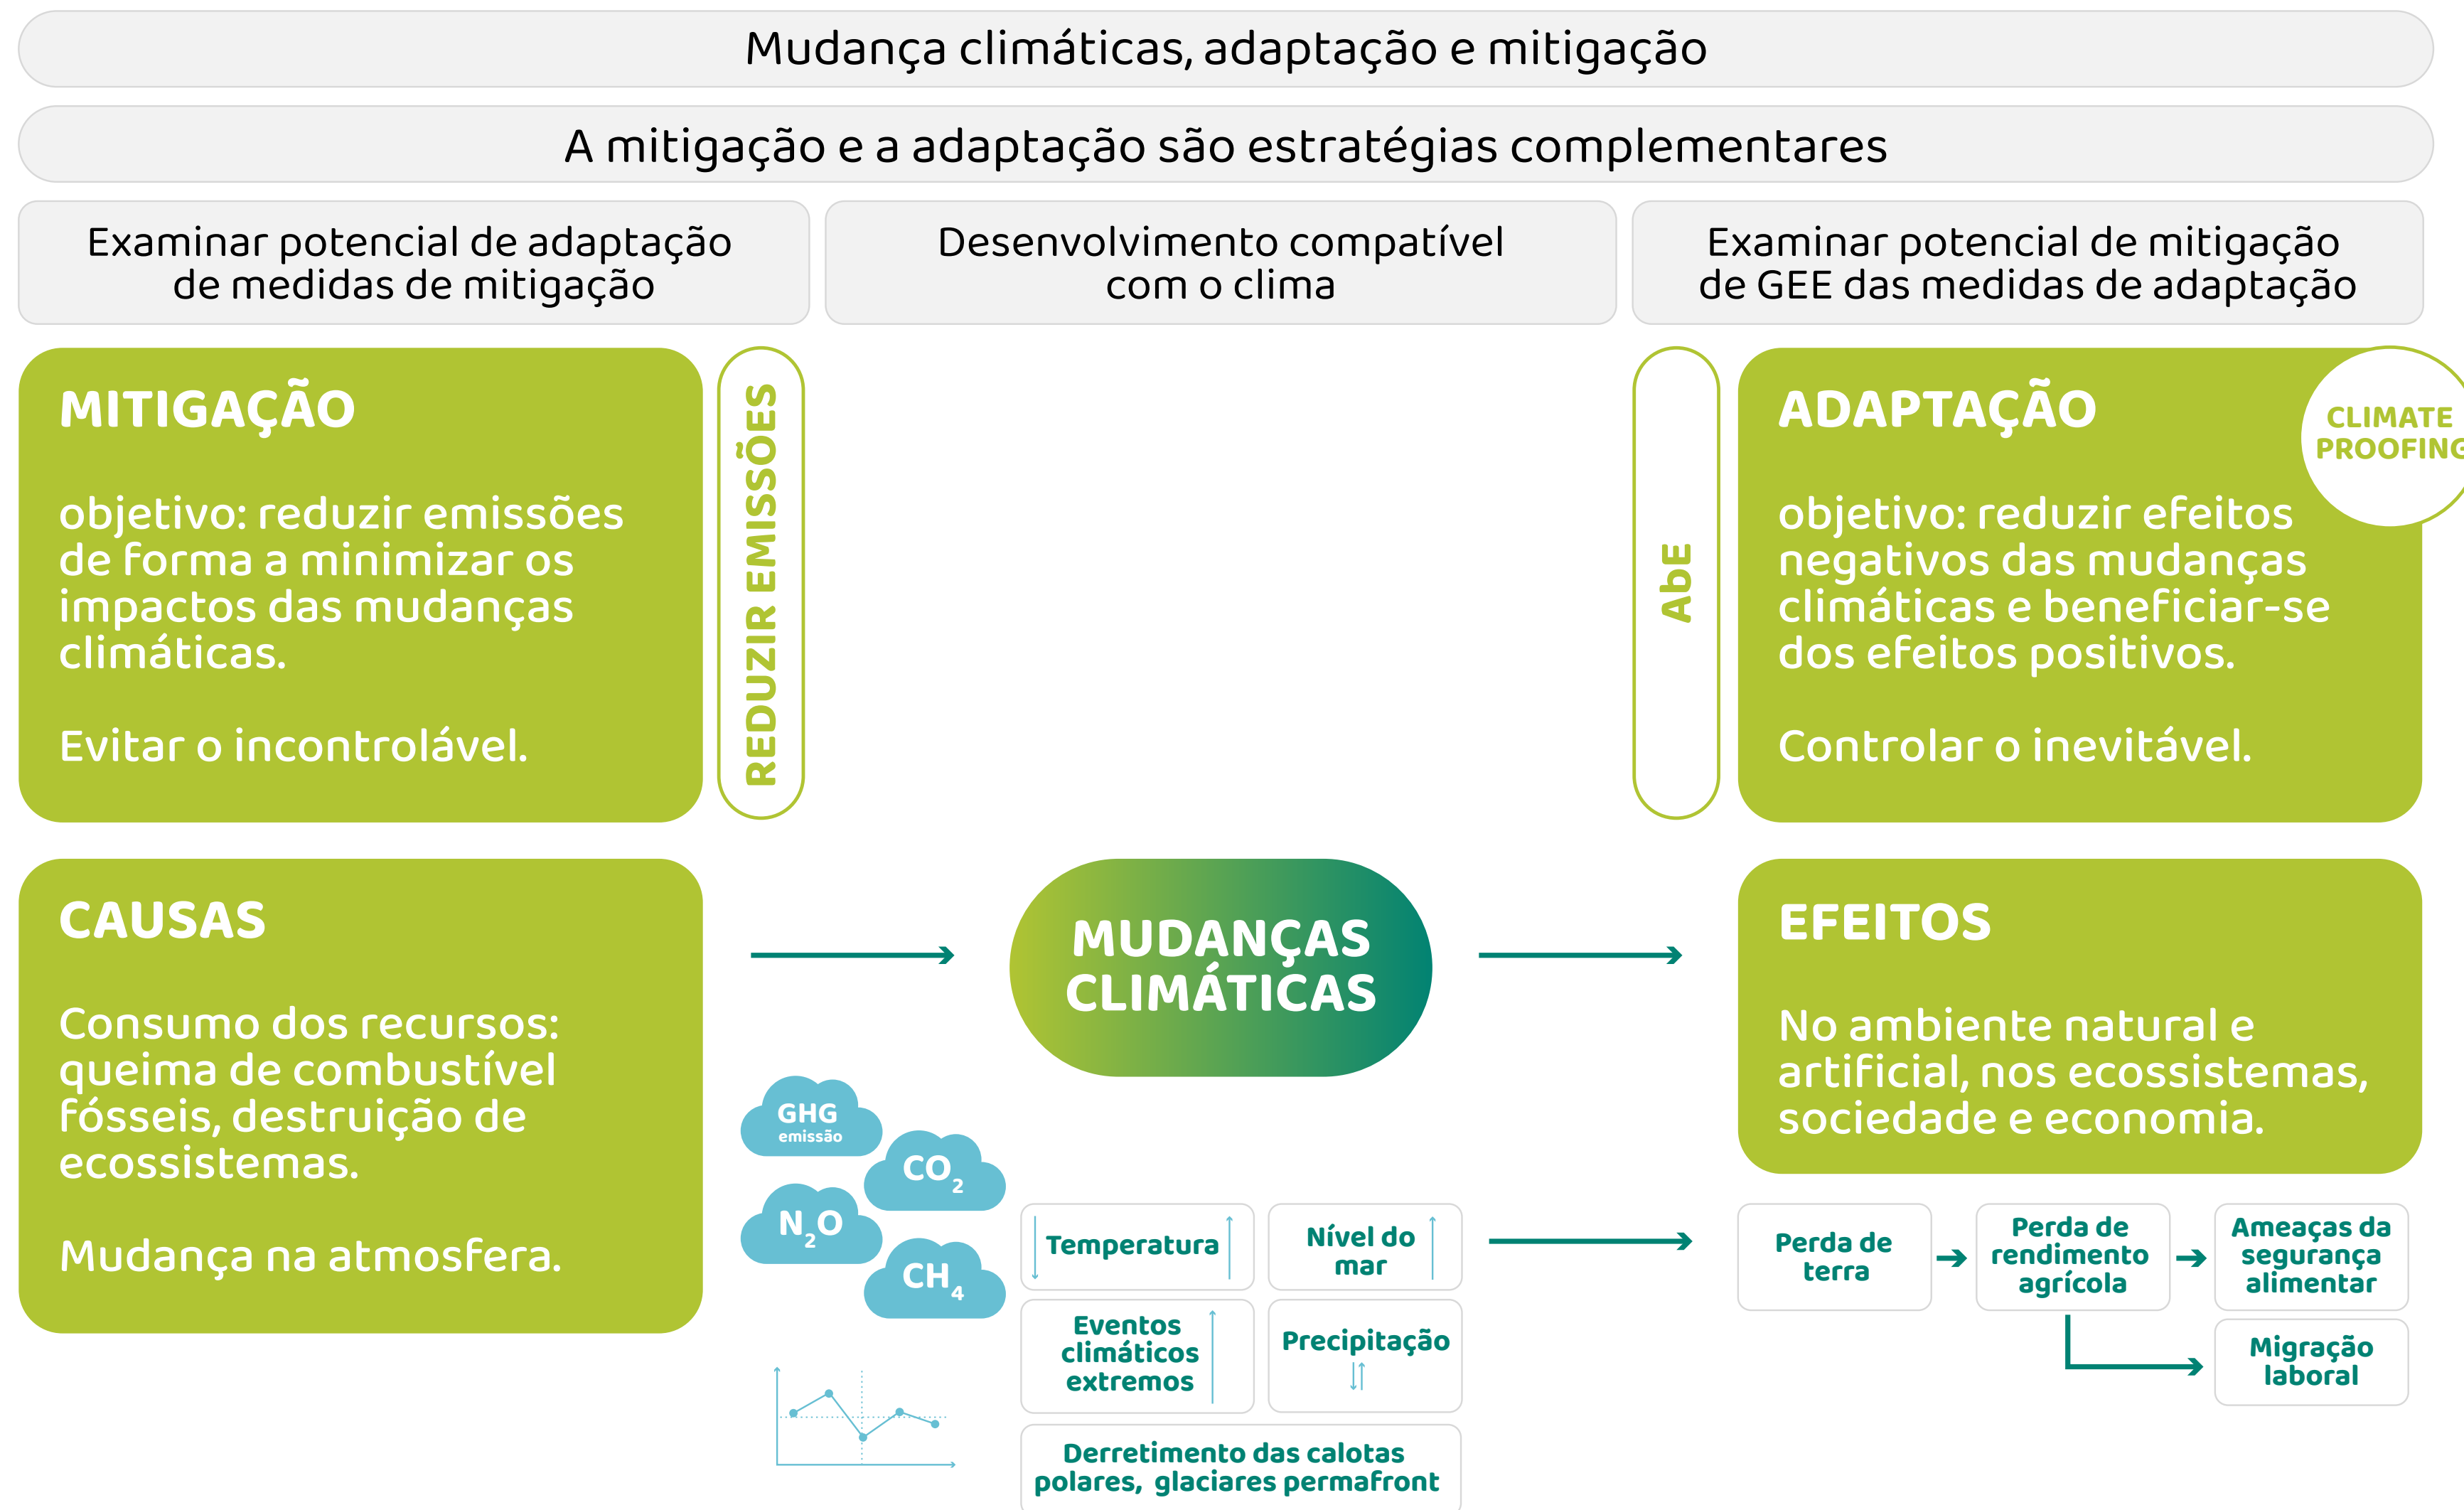 Mudança climáticas, adaptação e mitigação
A mitigação e a adaptação são estratégias complementares
Examinar potencial de adaptação
de medidas de mitigação
Desenvolvimento compatível
com o clima
Examinar potencial de mitigação
de GEE das medidas de adaptação
MITIGAÇÃO
objetivo: reduzir emissões
de forma a minimizar os
impactos das mudanças
climáticas.
Evitar o incontrolável.
REDUZIR EMISSÕES
AbE
ADAPTAÇÃO
objetivo: reduzir efeitos
negativos das mudanças
climáticas e beneficiar-se
dos efeitos positivos.
Controlar o inevitável.
CLIMATE
PROOFING
CAUSAS
Consumo dos recursos:
queima de combustível
fósseis, destruição de
ecossistemas.
Mudança na atmosfera.
MUDANÇAS
CLIMÁTICAS
EFEITOS
No ambiente natural e
artificial, nos ecossistemas,
sociedade e economia.
GHG
emissão
CO2
N2O
CH4
Temperatura
Nível do
mar
Eventos
climáticos
extremos
Precipitação
Derretimento das calotas
polares, glaciares permafront
Perda de
terra
Perda de
rendimento
agrícola
Ameaças da
segurança
alimentar
Migração
laboral